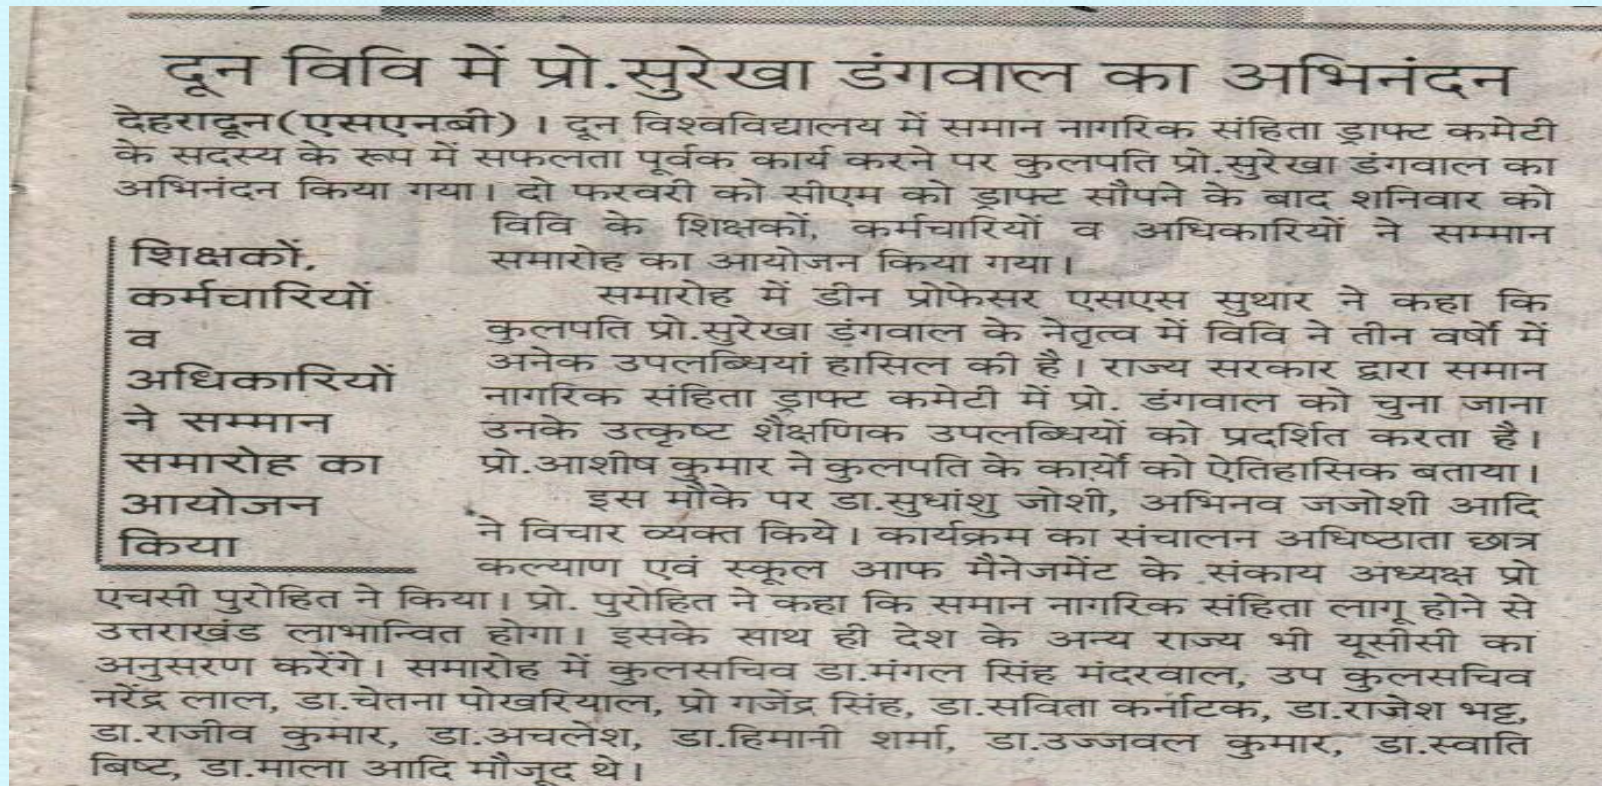 दून विवि में प्रो.सुरेखा डंगवाल का अभिनंदन
देहरादून(एसएनबी)। दून विश्वविद्यालय में समान नागरिक संहिता ड्राफ्ट कमेटी
के सदस्य के रूप में सफलता पूर्वक कार्य करने पर कुलपति प्रो.सुरेखा डंगवाल का
अभिनंदन किया गया। दो फरवरी को सीएम को ड्राफ्ट सौपने के बाद शनिवार को
विवि के शिक्षकों, कर्मचारियों व अधिकारियों ने सम्मान
समारोह का आयोजन किया गया।
शिक्षकों,
कर्मचारियों
व
अधिकारियों
ने सम्मान
समारोह का
आयोजन
किया
समारोह में डीन प्रोफेसर एसएस सुथार ने कहा कि
कुलपति प्रो.सुरेखा डंगवाल के नेतृत्व में विवि ने तीन वर्षों में
अनेक उपलब्धियां हासिल की है। राज्य सरकार द्वारा समान
नागरिक संहिता ड्राफ्ट कमेटी में प्रो. डंगवाल को चुना जाना
उनके उत्कृष्ट शैक्षणिक उपलब्धियों को प्रदर्शित करता है।
प्रो.आशीष कुमार ने कुलपति के कार्यों को ऐतिहासिक बताया।
इस मौके पर डा.सुधांशु जोशी, अभिनव जजोशी आदि
ने विचार व्यक्त किये। कार्यक्रम का संचालन अधिष्ठाता छात्र
कल्याण एवं स्कूल आफ मैनेजमेंट के संकाय अध्यक्ष प्रो
एचसी पुरोहित ने किया। प्रो. पुरोहित ने कहा कि समान नागरिक संहिता लागू होने से
उत्तराखंड लाभान्वित होगा। इसके साथ ही देश के अन्य राज्य भी यूसीसी का
अनुसरण करेंगे। समारोह में कुलसचिव डा.मंगल सिंह मंदरवाल, उप कुलसचिव
नरेंद्र लाल, डा.चेतना पोखरियाल, प्रो गजेंद्र सिंह, डा.सविता कर्नाटक, डा.राजेश भट्ट,
डा.राजीव कुमार, डा.अचलेश, डा.हिमानी शर्मा, डा.उज्जवल कुमार, डा.स्वाति
बिष्ट, डा.माला आदि मौजूद थे।